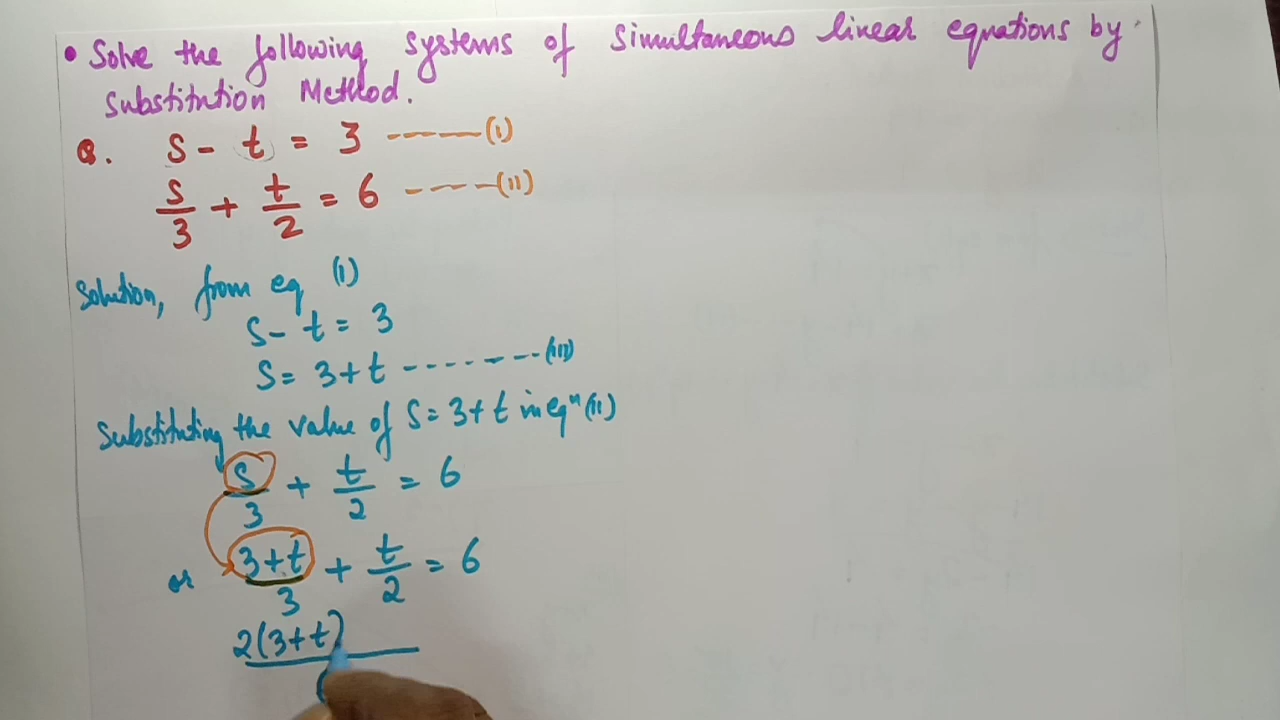 • Solve the following systems of simultaneous linear equations by
substitution Method.
Q. s - t = 3 -------(i)
s/3 + t/2 = 6 ----(ii)
Solution, from eq (i)
s - t = 3
s = 3 + t --------(iii)
Substituting the value of s = 3 + t in eqⁿ (ii)
s/3 + t/2 = 6
or 3+t/3 + t/2 = 6
2(3+t)